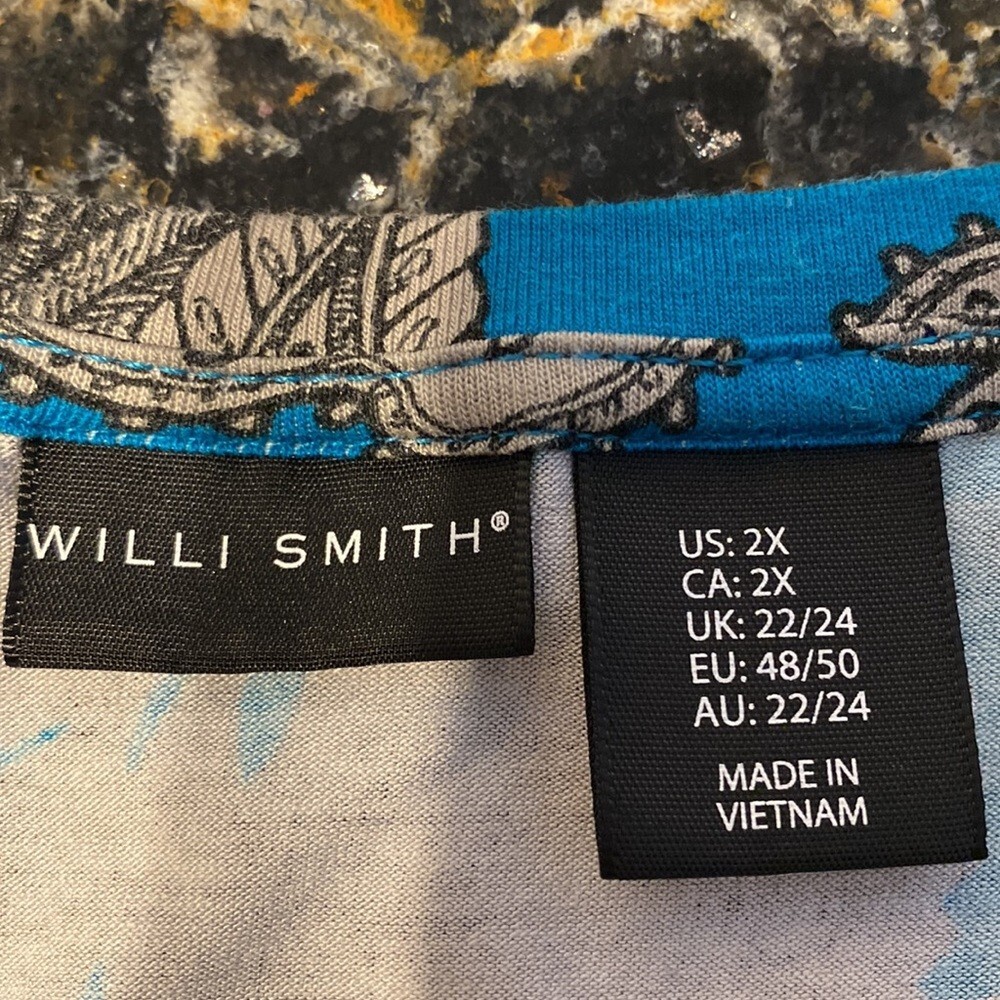 WILLI SMITH®
US: 2X
CA: 2X
UK: 22/24
EU: 48/50
AU: 22/24
MADE IN
VIETNAM